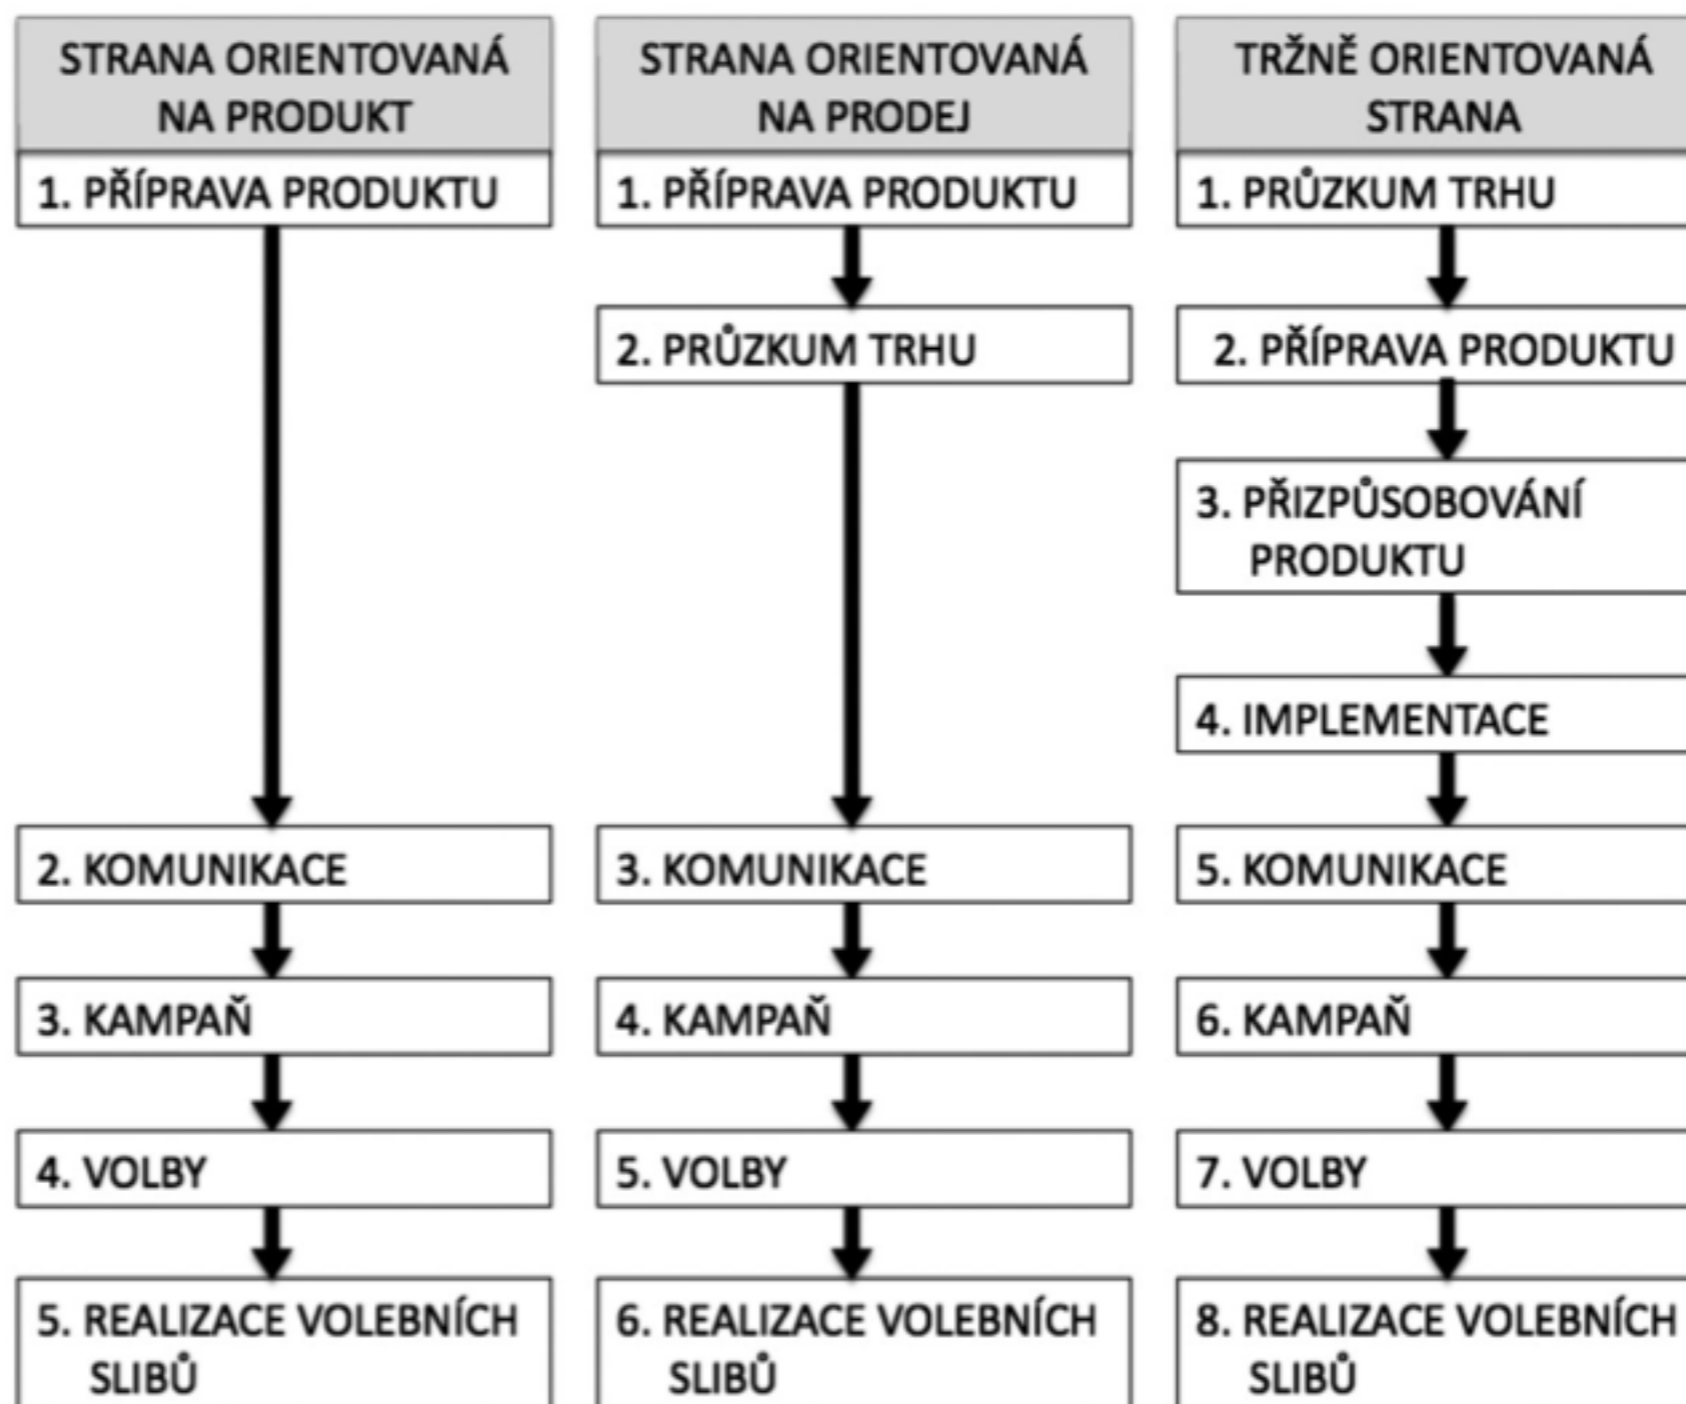 STRANA ORIENTOVANÁ
NA PRODUKT
1. PŘÍPRAVA PRODUKTU
2. KOMUNIKACE
3. KAMPAŇ
4. VOLBY
5. REALIZACE VOLEBNÍCH
SLIBŮ
STRANA ORIENTOVANÁ
NA PRODEJ
1. PŘÍPRAVA PRODUKTU
2. PRŮZKUM TRHU
3. KOMUNIKACE
4. KAMPAŇ
5. VOLBY
6. REALIZACE VOLEBNÍCH
SLIBŮ
TRŽNĚ ORIENTOVANÁ
STRANA
1. PRŮZKUM TRHU
2. PŘÍPRAVA PRODUKTU
3. PŘIZPŮSOBOVÁNÍ
PRODUKTU
4. IMPLEMENTACE
5. KOMUNIKACE
6. KAMPAŇ
7. VOLBY
8. REALIZACE VOLEBNÍCH
SLIBŮ